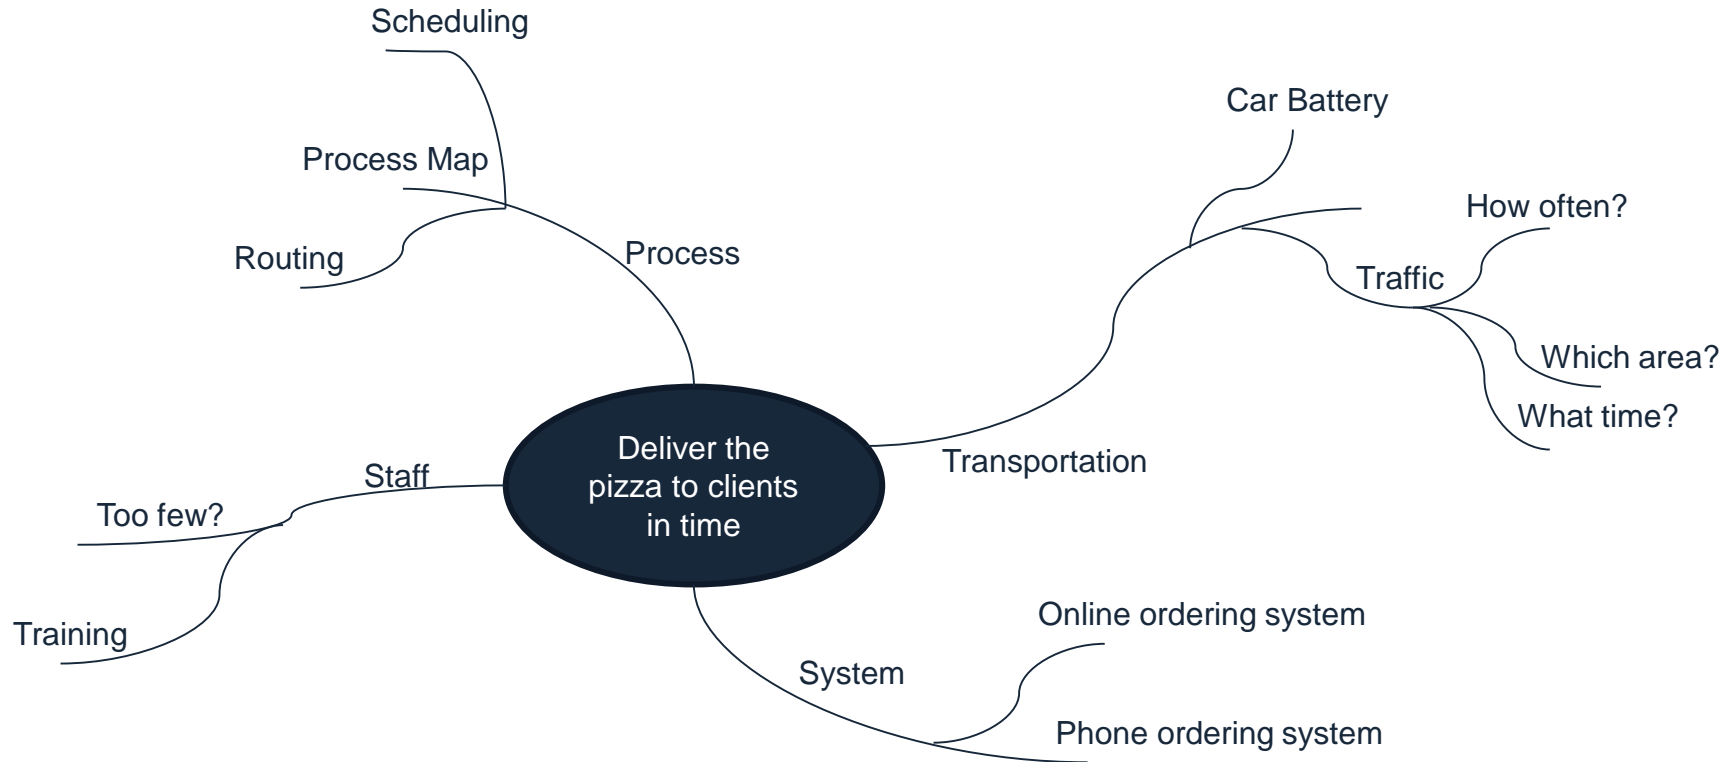 Scheduling
Car Battery
Process Map
How often?
Process
Routing
Traffic
Which area?
What time?
Deliver the
pizza to clients
in time
Transportation
Staff
Too few?
Online ordering system
Training
System
Phone ordering system